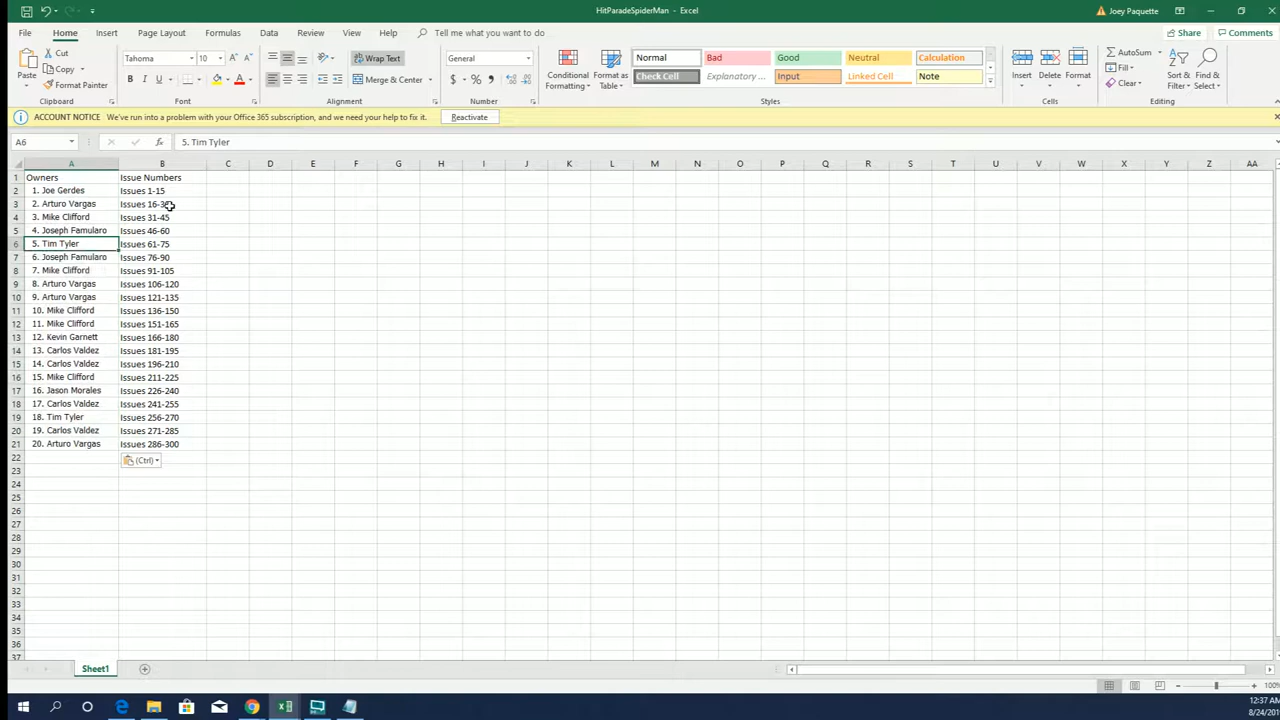 HitParadeSpiderMan - Excel
Joey Paquette
File Home Insert Page Layout Formulas Data Review View Help Tell me what you want to do Share Comments
Paste
Cut
Copy
Format Painter
Clipboard
Tahoma 10
B I U
Font
Wrap Text
Merge & Center
Alignment
General
$ % ,
Number
Conditional Formatting
Format as Table
Normal Bad Good Neutral Calculation
Check Cell Explanary ... Input Linked Cell Note
Styles
Insert Delete Format
Cells
AutoSum
Fill
Clear
Sort & Filter
Find & Select
Editing
ACCOUNT NOTICE We've run into a problem with your Office 365 subscription, and we need your help to fix it. Reactivate
A6 fx 5. Tim Tyler
A B C D E F G H I J K L M N O P Q R S T U V W X Y Z AA
1 Owners Issue Numbers
2 1. Joe Gerdes Issues 1-15
3 2. Arturo Vargas Issues 16-
4 3. Mike Clifford Issues 31-45
5 4. Joseph Famularo Issues 46-60
6 5. Tim Tyler Issues 61-75
7 6. Joseph Famularo Issues 76-90
8 7. Mike Clifford Issues 91-105
9 8. Arturo Vargas Issues 106-120
10 9. Arturo Vargas Issues 121-135
11 10. Mike Clifford Issues 136-150
12 11. Mike Clifford Issues 151-165
13 12. Kevin Garnett Issues 166-180
14 13. Carlos Valdez Issues 181-195
15 14. Carlos Valdez Issues 196-210
16 15. Mike Clifford Issues 211-225
17 16. Jason Morales Issues 226-240
18 17. Carlos Valdez Issues 241-255
19 18. Tim Tyler Issues 256-270
20 19. Carlos Valdez Issues 271-285
21 20. Arturo Vargas Issues 286-300
22 (Ctrl)
23
24
25
26
27
28
29
30
31
32
33
34
35
36
37
Sheet1
100%
12:37 AM
8/24/20